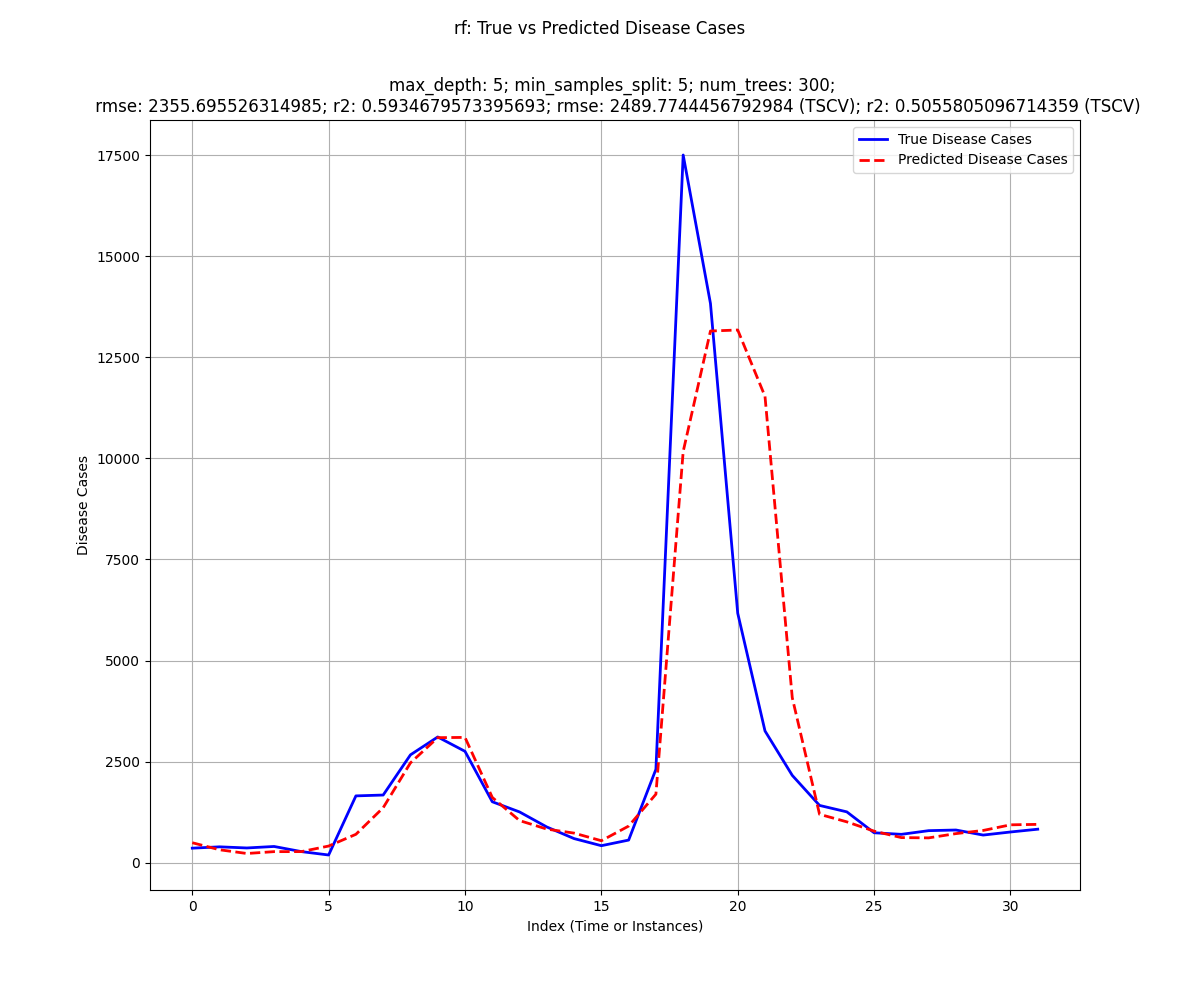 rf: True vs Predicted Disease Cases
max_depth: 5; min_samples_split: 5; num_trees: 300;
rmse: 2355.695526314985; r2: 0.5934679573395693; rmse: 2489.7744456792984 (TSCV); r2: 0.5055805096714359 (TSCV)
True Disease Cases
Predicted Disease Cases
17500
15000
12500
10000
7500
5000
2500
0
Disease Cases
0 5 10 15 20 25 30
Index (Time or Instances)